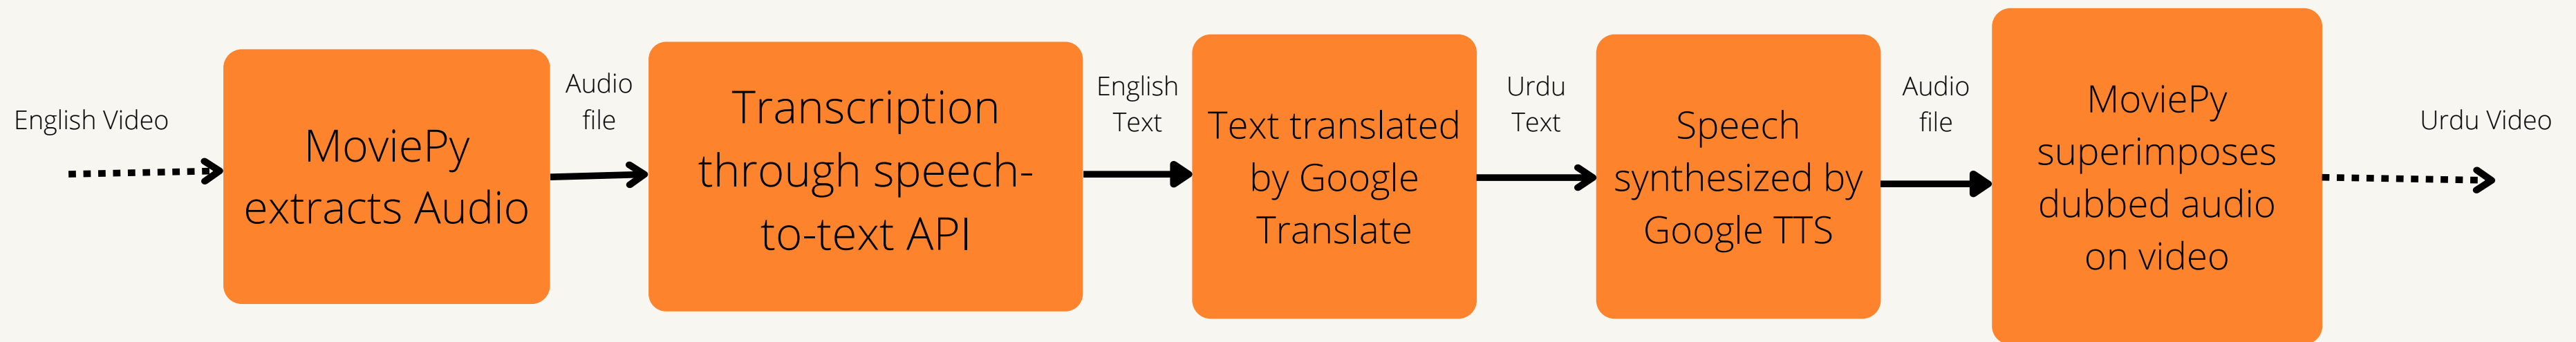 English Video
MoviePy
extracts Audio
Audio
file
Transcription
through speech-
to-text API
English
Text
Text translated
by Google
Translate
Urdu
Text
Speech
synthesized by
Google TTS
Audio
file
MoviePy
superimposes
dubbed audio
on video
Urdu Video